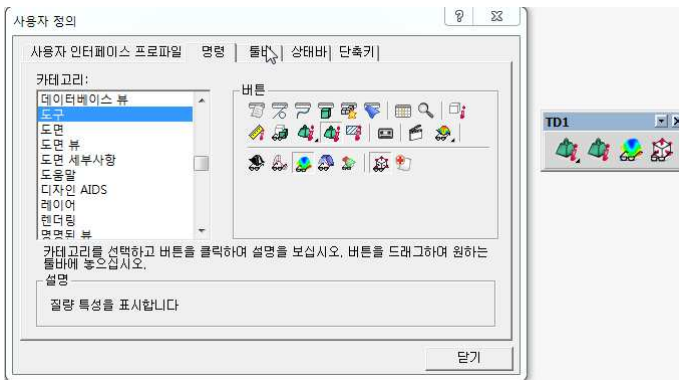 사용자 정의
사용자 인터페이스 프로파일 명령 툴바 상태바 단축키
카테고리:
데이터베이스 뷰
도구
도면
도면 뷰
도면 세부사항
도움말
디자인 AIDS
레이어
렌더링
명명된 뷰
버튼
카테고리를 선택하고 버튼을 클릭하여 설명을 보십시오. 버튼을 드래그하여 원하는
툴바에 놓으십시오.
설명
질량 특성을 표시합니다
닫기
TD1